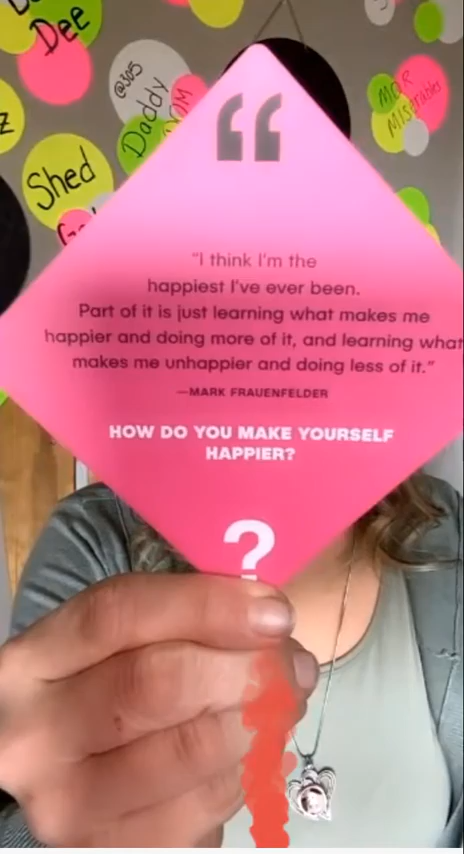 Dee
@305
Daddy
MOR
Miserables
z
Shed
“
"I think I'm the
happiest I've ever been.
Part of it is just learning what makes me
happier and doing more of it, and learning what
makes me unhappier and doing less of it."
—MARK FRAUENFELDER
HOW DO YOU MAKE YOURSELF
HAPPIER?
?